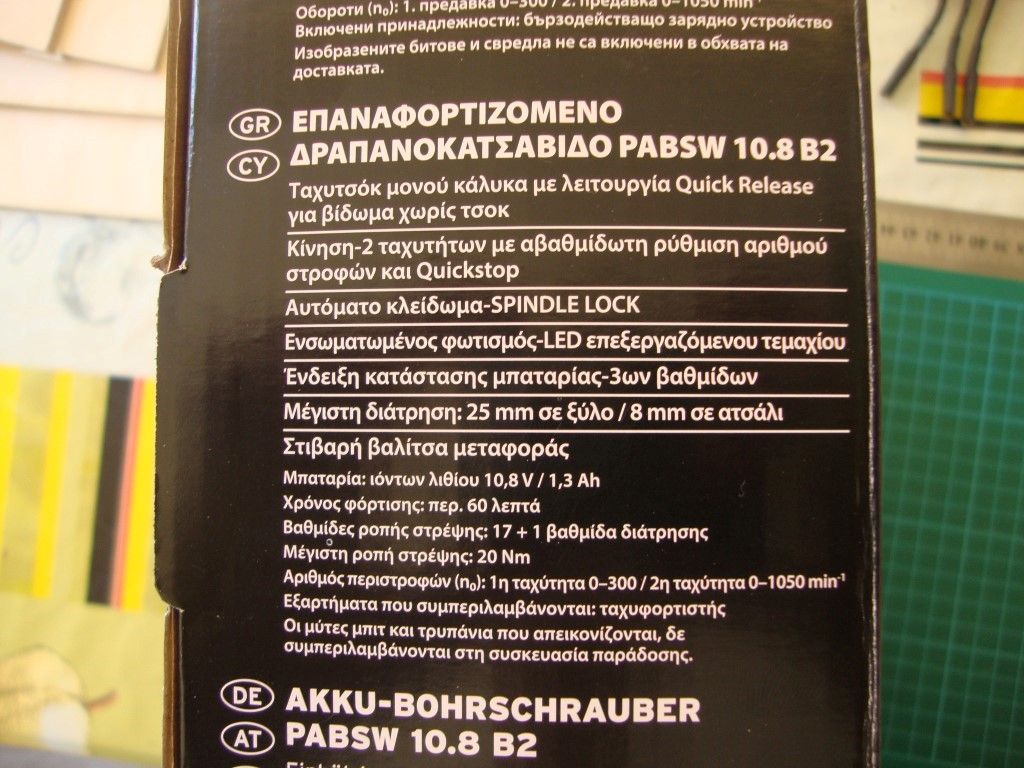 Обороти (n₀): 1. предавка 0–300 / 2. предавка 0–1050 min⁻¹
Включени принадлежности: бързодействащо зарядно устройство
Изобразените битове и свредла не са включени в обхвата на
доставката.
GR ΕΠΑΝΑΦΟΡΤΙΖΟΜΕΝΟ
CY ΔΡΑΠΑΝΟΚΑΤΣΑΒΙΔΟ PABSW 10.8 B2
Ταχυτσόκ μονού κάλυκα με λειτουργία Quick Release
για βίδωμα χωρίς τσοκ
Κίνηση-2 ταχυτήτων με αβαθμίδωτη ρύθμιση αριθμού
στροφών και Quickstop
Αυτόματο κλείδωμα-SPINDLE LOCK
Ενσωματωμένος φωτισμός-LED επεξεργαζόμενου τεμαχίου
Ένδειξη κατάστασης μπαταρίας-3ων βαθμίδων
Μέγιστη διάτρηση: 25 mm σε ξύλο / 8 mm σε ατσάλι
Στιβαρή βαλίτσα μεταφοράς
Μπαταρία: ιόντων λιθίου 10,8 V / 1,3 Ah
Χρόνος φόρτισης: περ. 60 λεπτά
Βαθμίδες ροπής στρέψης: 17 + 1 βαθμίδα διάτρησης
Μέγιστη ροπή στρέψης: 20 Nm
Αριθμός περιστροφών (n₀): 1η ταχύτητα 0–300 / 2η ταχύτητα 0–1050 min⁻¹
Εξαρτήματα που συμπεριλαμβάνονται: ταχυφορτιστής
Οι μύτες μπιτ και τρυπάνια που απεικονίζονται, δε
συμπεριλαμβάνονται στη συσκευασία παράδοσης.
DE AKKU-BOHRSCHRAUBER
AT PABSW 10.8 B2